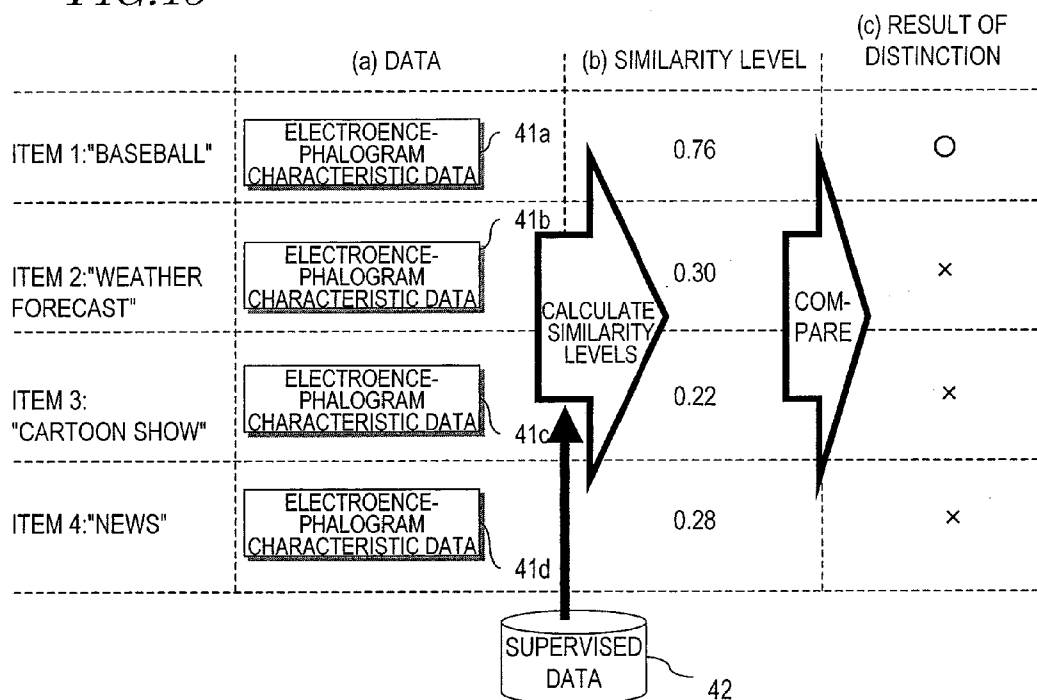 (c) RESULT OF
DISTINCTION
(a) DATA
(b) SIMILARITY LEVEL
ITEM 1:"BASEBALL"
ELECTROENCE-
PHALOGRAM
CHARACTERISTIC DATA
41a
0.76
○
ITEM 2:"WEATHER
FORECAST"
ELECTROENCE-
PHALOGRAM
CHARACTERISTIC DATA
41b
0.30
×
CALCULATE
SIMILARITY
LEVELS
COM-
PARE
ITEM 3:
"CARTOON SHOW"
ELECTROENCE-
PHALOGRAM
CHARACTERISTIC DATA
41c
0.22
×
ITEM 4:"NEWS"
ELECTROENCE-
PHALOGRAM
CHARACTERISTIC DATA
41d
0.28
×
SUPERVISED
DATA
42